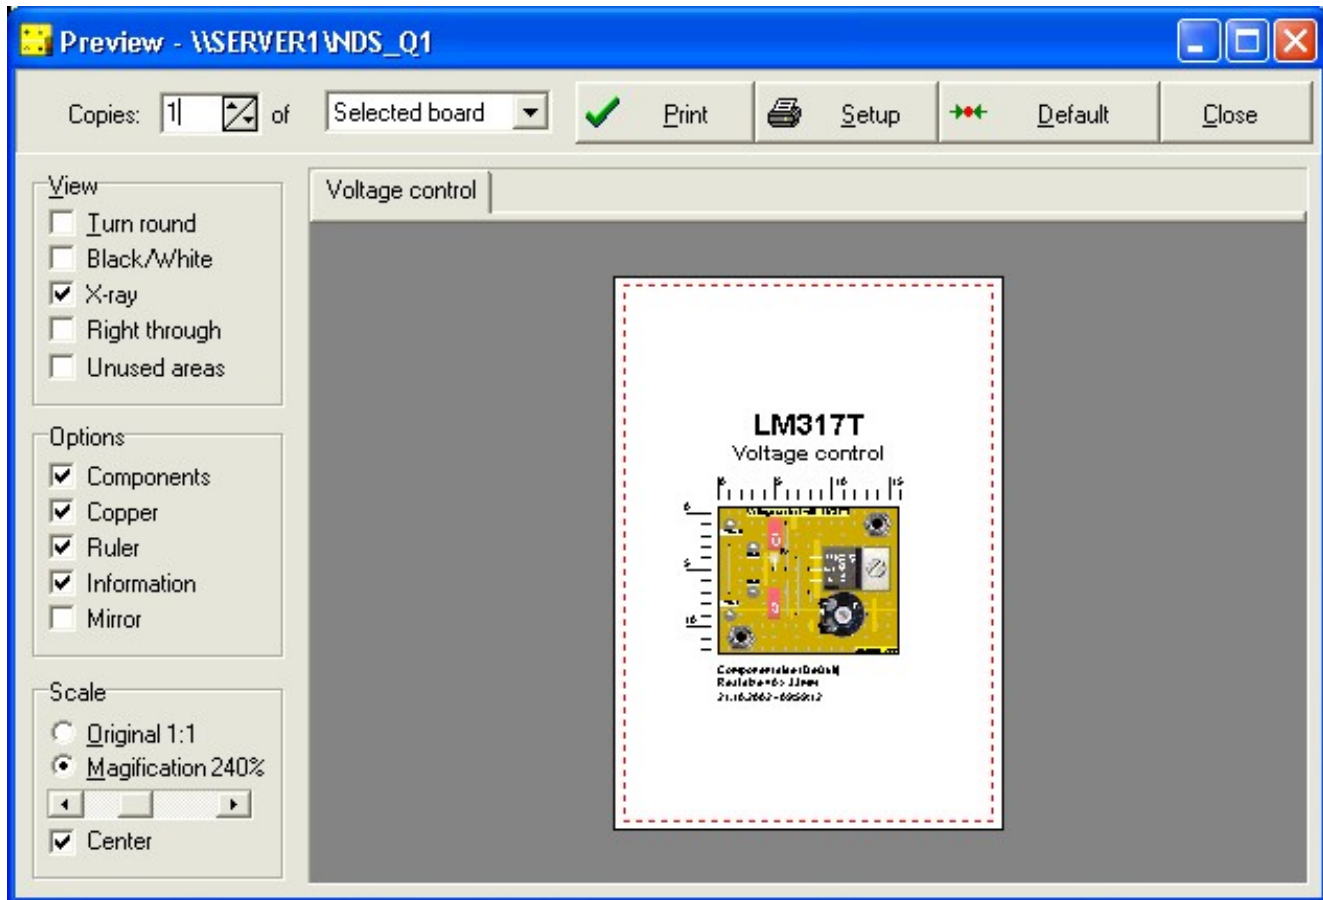 Preview - \\SERVER1\NDS_Q1
Copies: 1 of Selected board Print Setup Default Close
View
Turn round
Black/White
X-ray
Right through
Unused areas
Options
Components
Copper
Ruler
Information
Mirror
Scale
Original 1:1
Magification 240%
Center
Voltage control
LM317T
Voltage control